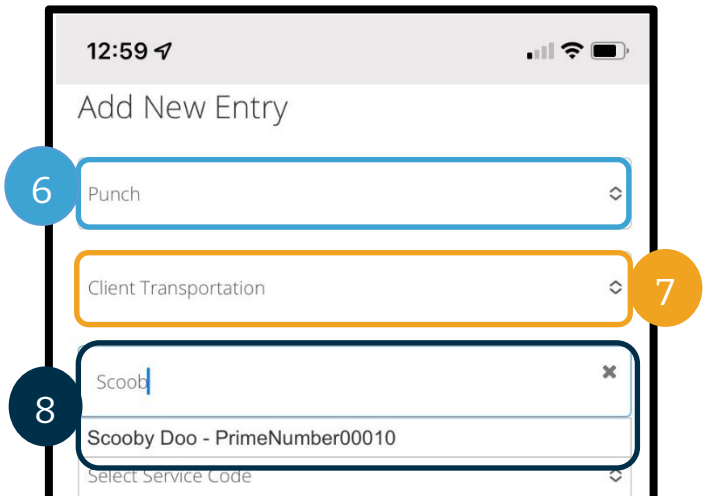 12:59
Add New Entry
6
Punch
Client Transportation
7
Scoob
8
Scooby Doo - PrimeNumber00010
Select Service Code